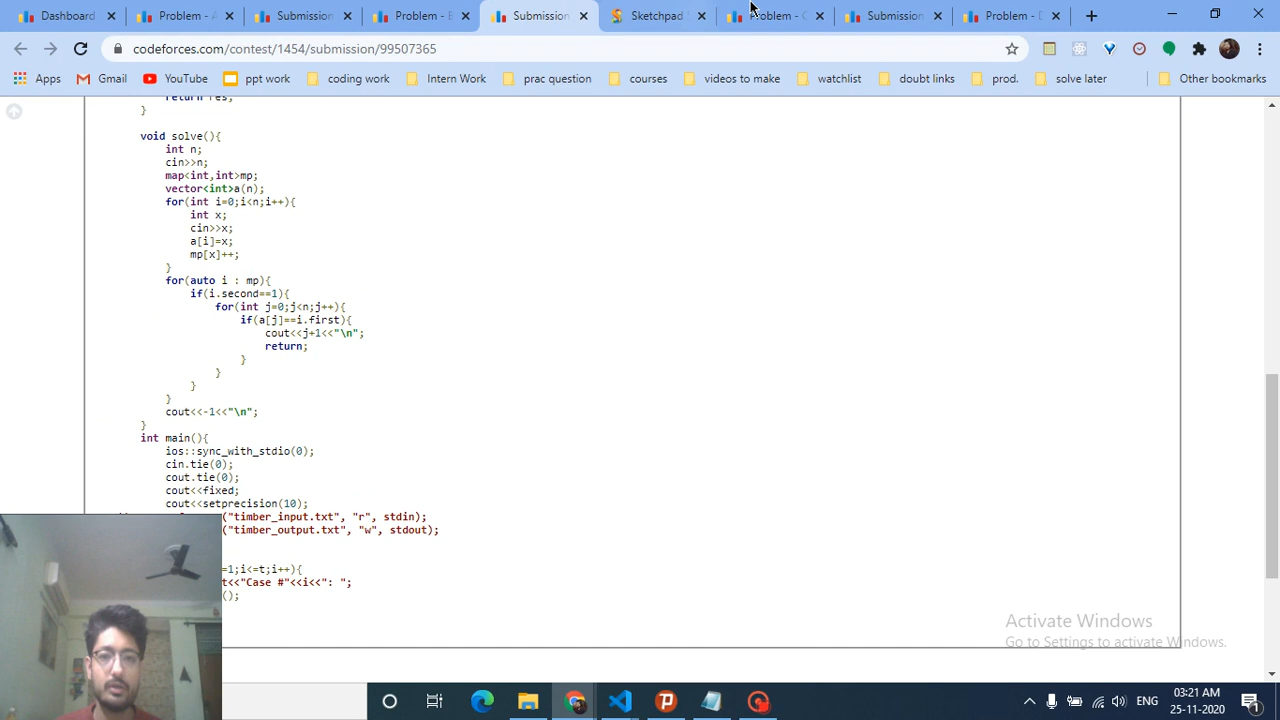 Dashboard
Problem - A
Submission
Problem - B
Submission
Sketchpad
Problem - C
Submission
Problem - D
codeforces.com/contest/1454/submission/99507365
Apps
Gmail
YouTube
ppt work
coding work
Intern Work
prac question
courses
videos to make
watchlist
doubt links
prod.
solve later
Other bookmarks
return res;
}
void solve(){
int n;
cin>>n;
map<int,int>mp;
vector<int>a(n);
for(int i=0;i<n;i++){
int x;
cin>>x;
a[i]=x;
mp[x]++;
}
for(auto i : mp){
if(i.second==1){
for(int j=0;j<n;j++){
if(a[j]==i.first){
cout<<j+1<<"\n";
return;
}
}
}
}
cout<<-1<<"\n";
}
int main(){
ios::sync_with_stdio(0);
cin.tie(0);
cout.tie(0);
cout<<fixed;
cout<<setprecision(10);
("timber_input.txt", "r", stdin);
("timber_output.txt", "w", stdout);
=1;i<=t;i++){
t<<"Case #"<<i<<": ";
();
Activate Windows
Go to Settings to activate Windows.
ENG
03:21 AM
25-11-2020
1